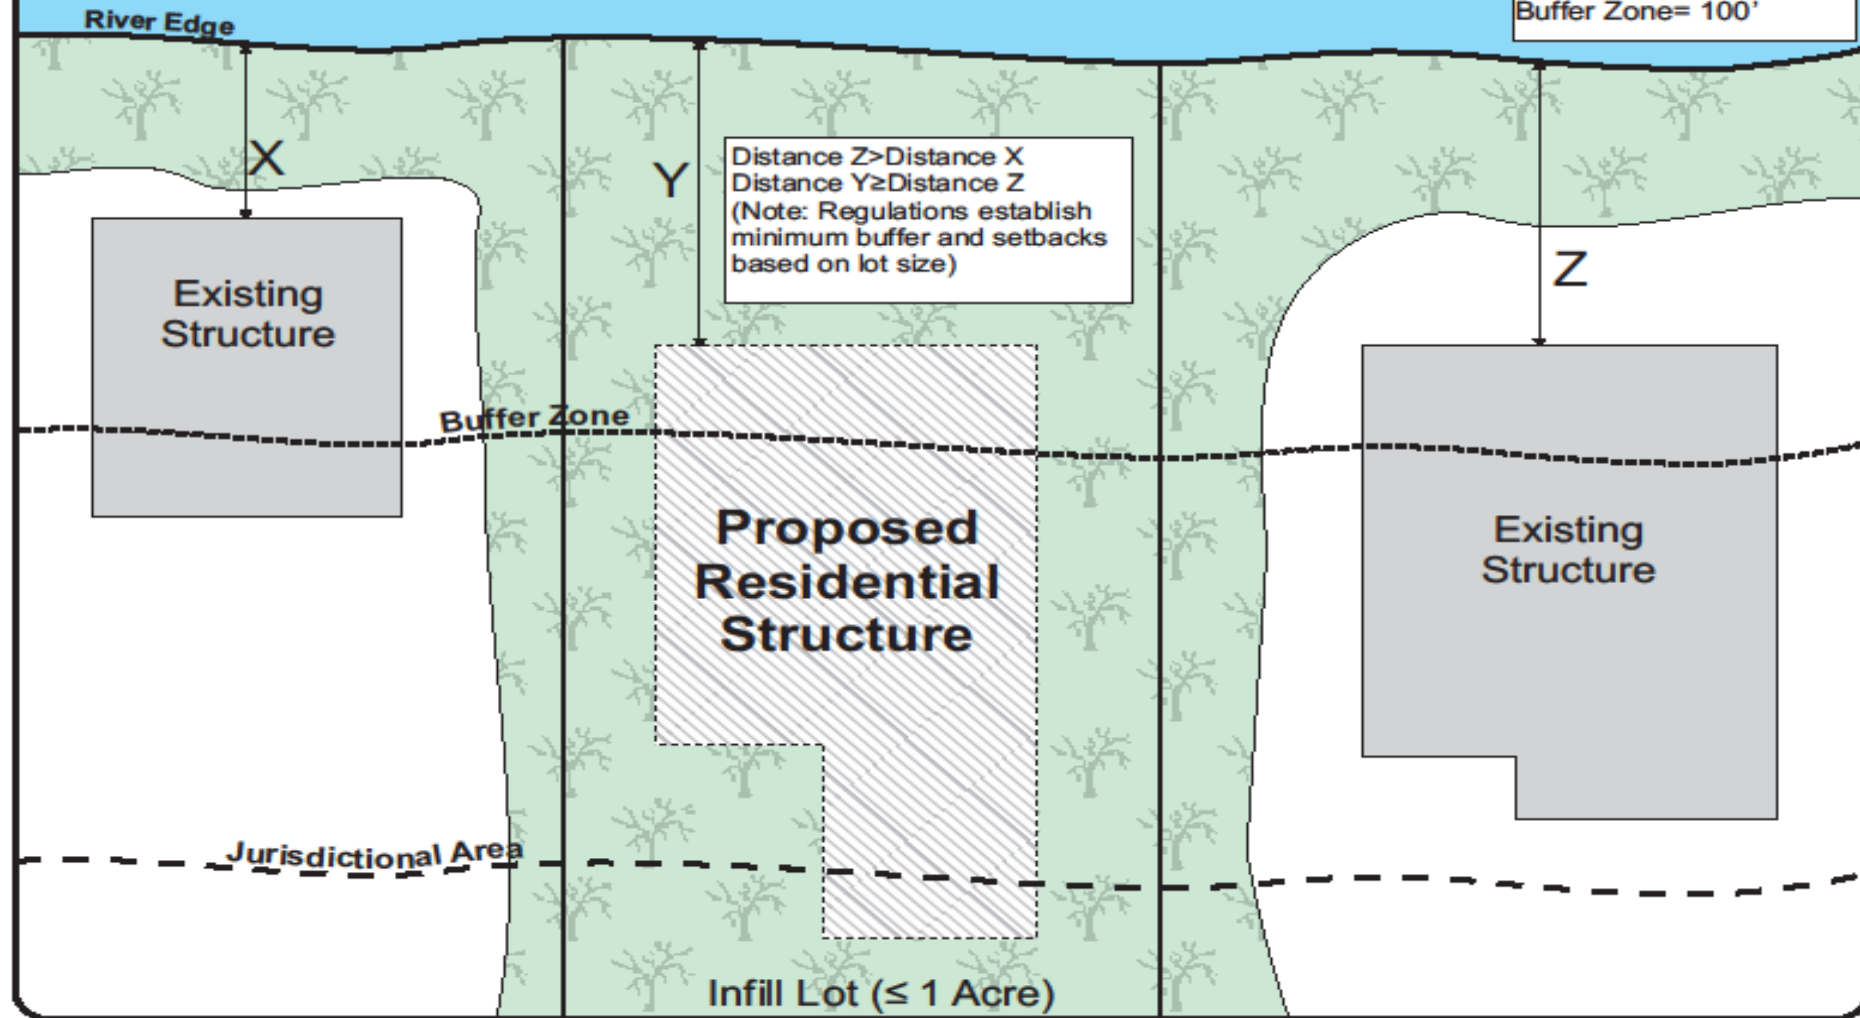 River Edge
Buffer Zone= 100'
X
Y
Distance Z>Distance X
Distance Y≥Distance Z
(Note: Regulations establish
minimum buffer and setbacks
based on lot size)
Z
Existing
Structure
Buffer Zone
Proposed
Residential
Structure
Existing
Structure
Jurisdictional Area
Infill Lot (≤ 1 Acre)